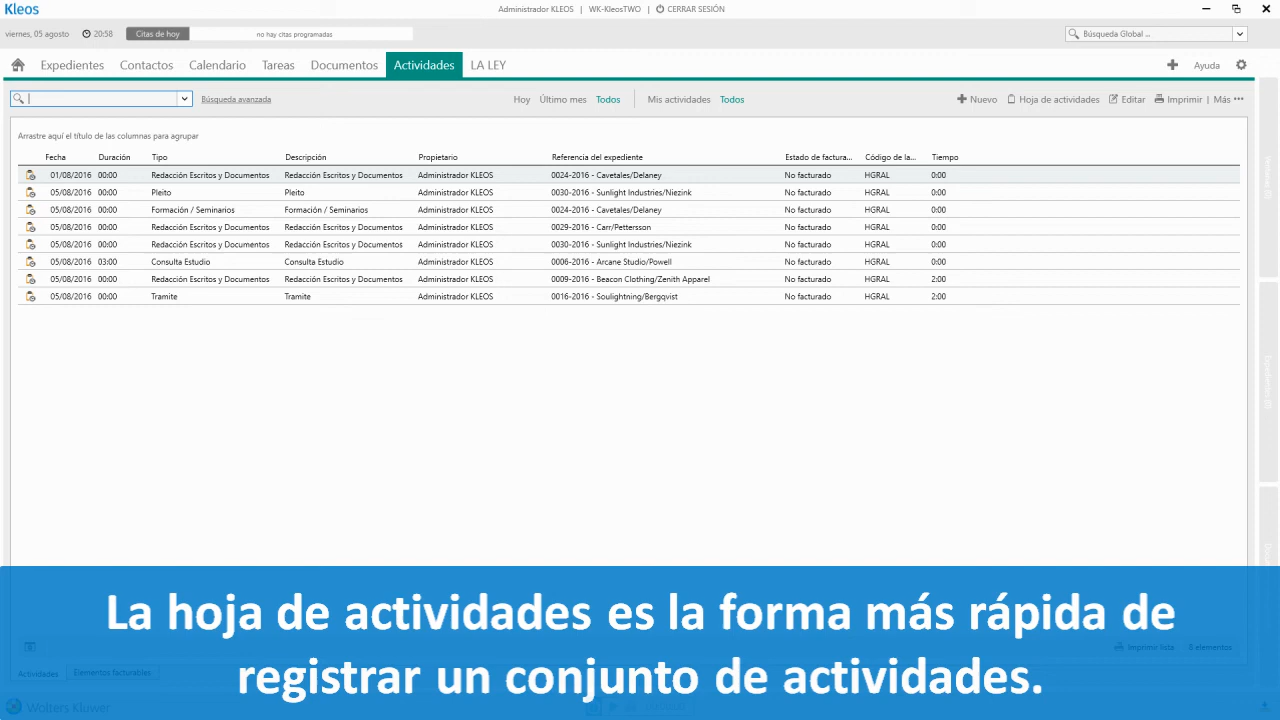 Kleos
Administrador KLEOS | WK-KleosTWO | CERRAR SESIÓN
viernes, 05 agosto 20:58 Citas de hoy no hay citas programadas Búsqueda Global ...
Expedientes Contactos Calendario Tareas Documentos Actividades LA LEY Ayuda
Búsqueda avanzada Hoy Último mes Todos Mis actividades Todos Nuevo Hoja de actividades Editar Imprimir | Más
Arrastre aquí el título de las columnas para agrupar
Fecha Duración Tipo Descripción Propietario Referencia del expediente Estado de factura... Código de la... Tiempo
01/08/2016 00:00 Redacción Escritos y Documentos Redacción Escritos y Documentos Administrador KLEOS 0024-2016 - Cavetales/Delaney No facturado HGRAL 0:00
05/08/2016 00:00 Pleito Pleito Administrador KLEOS 0030-2016 - Sunlight Industries/Niezink No facturado HGRAL 0:00
05/08/2016 00:00 Formación / Seminarios Formación / Seminarios Administrador KLEOS 0024-2016 - Cavetales/Delaney No facturado HGRAL 0:00
05/08/2016 00:00 Redacción Escritos y Documentos Redacción Escritos y Documentos Administrador KLEOS 0029-2016 - Carr/Pettersson No facturado HGRAL 0:00
05/08/2016 00:00 Redacción Escritos y Documentos Redacción Escritos y Documentos Administrador KLEOS 0030-2016 - Sunlight Industries/Niezink No facturado HGRAL 0:00
05/08/2016 03:00 Consulta Estudio Consulta Estudio Administrador KLEOS 0006-2016 - Arcane Studio/Powell No facturado HGRAL 0:00
05/08/2016 00:00 Redacción Escritos y Documentos Redacción Escritos y Documentos Administrador KLEOS 0009-2016 - Beacon Clothing/Zenith Apparel No facturado HGRAL 2:00
05/08/2016 00:00 Tramite Tramite Administrador KLEOS 0016-2016 - Soulightning/Bergqvist No facturado HGRAL 2:00
La hoja de actividades es la forma más rápida de
registrar un conjunto de actividades.
Imprimir lista elementos
Actividades Elementos facturables
Wolters Kluwer